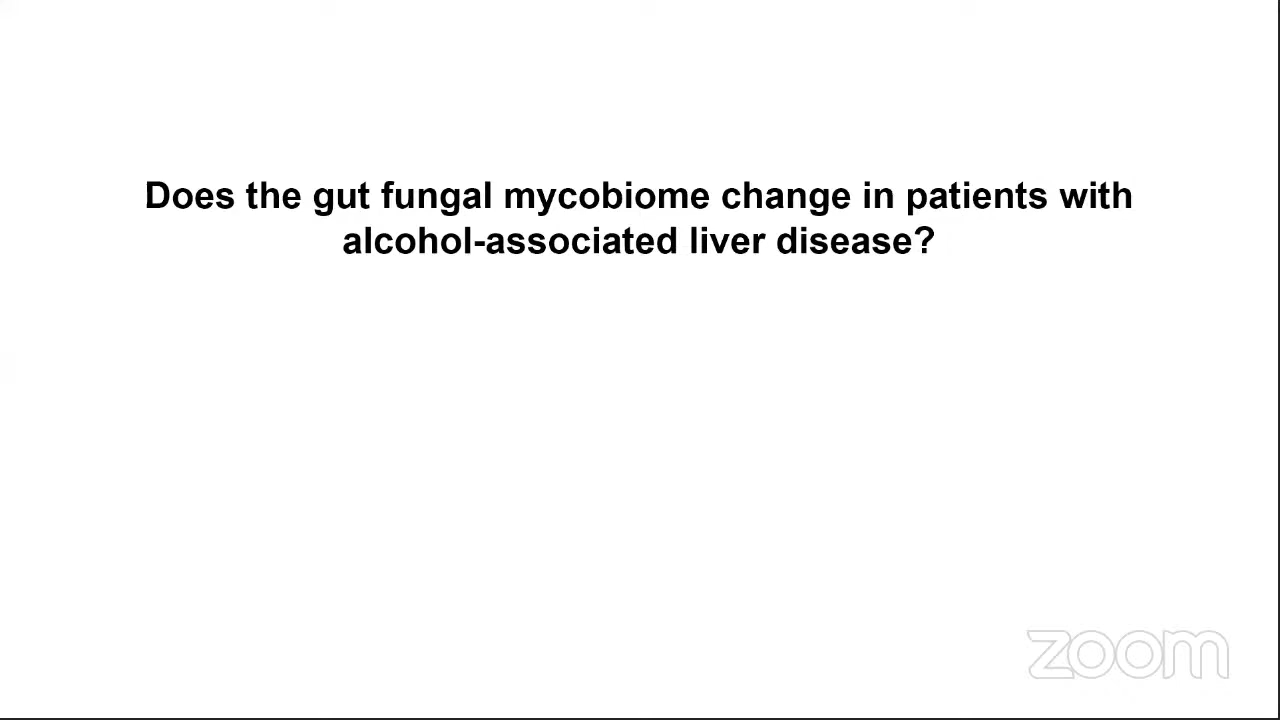 Does the gut fungal mycobiome change in patients with
alcohol-associated liver disease?
zoom